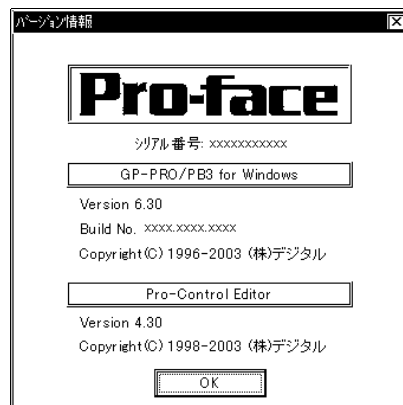 バージョン情報
Pro-face
シリアル番号: xxxxxxxxxxx
GP-PRO/PB3 for Windows
Version 6.30
Build No. xxxx.xxxx.xxxx
Copyright(C) 1996-2003 (株)デジタル
Pro-Control Editor
Version 4.30
Copyright(C) 1998-2003 (株)デジタル
OK